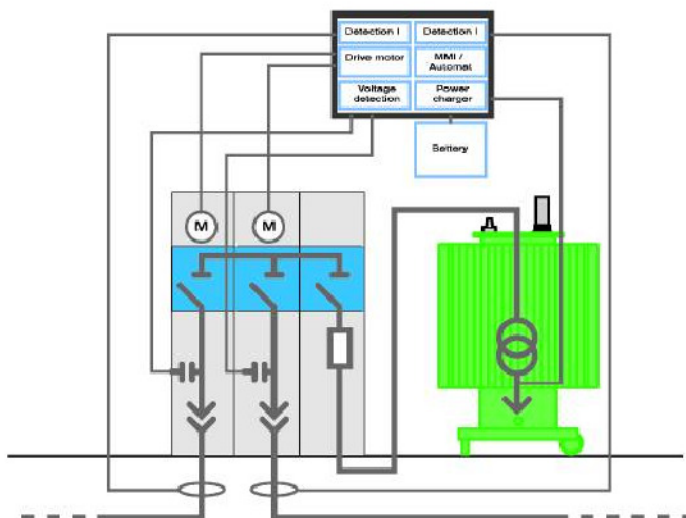 Detection I
Detection I
Drive motor
MMI /
Automat
Voltage
detection
Power
charger
Battery
M
M